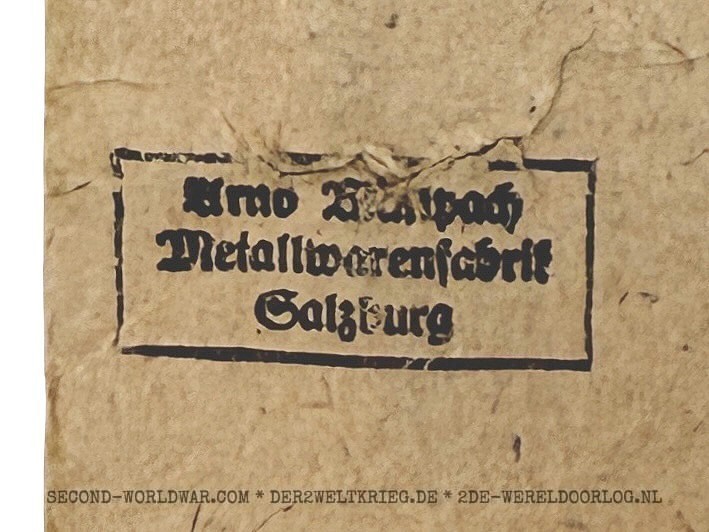 Arno
Metallwarenfabrik
Salzburg
SECOND-WORLDWAR.COM * DER2WELTKRIEG.DE * 2DE-WERELDOORLOG.NL